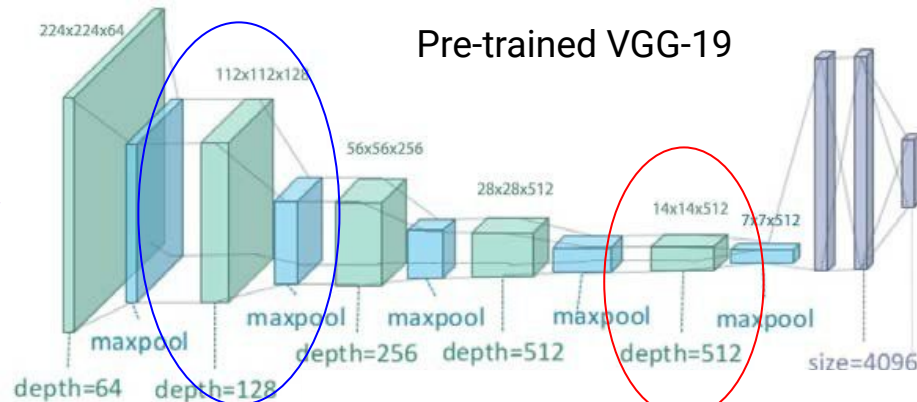 Pre-trained VGG-19
224x224x64
112x112x128
56x56x256
28x28x512
14x14x512
7x7x512
maxpool
maxpool
maxpool
maxpool
maxpool
depth=64
depth=128
depth=256
depth=512
depth=512
size=4096